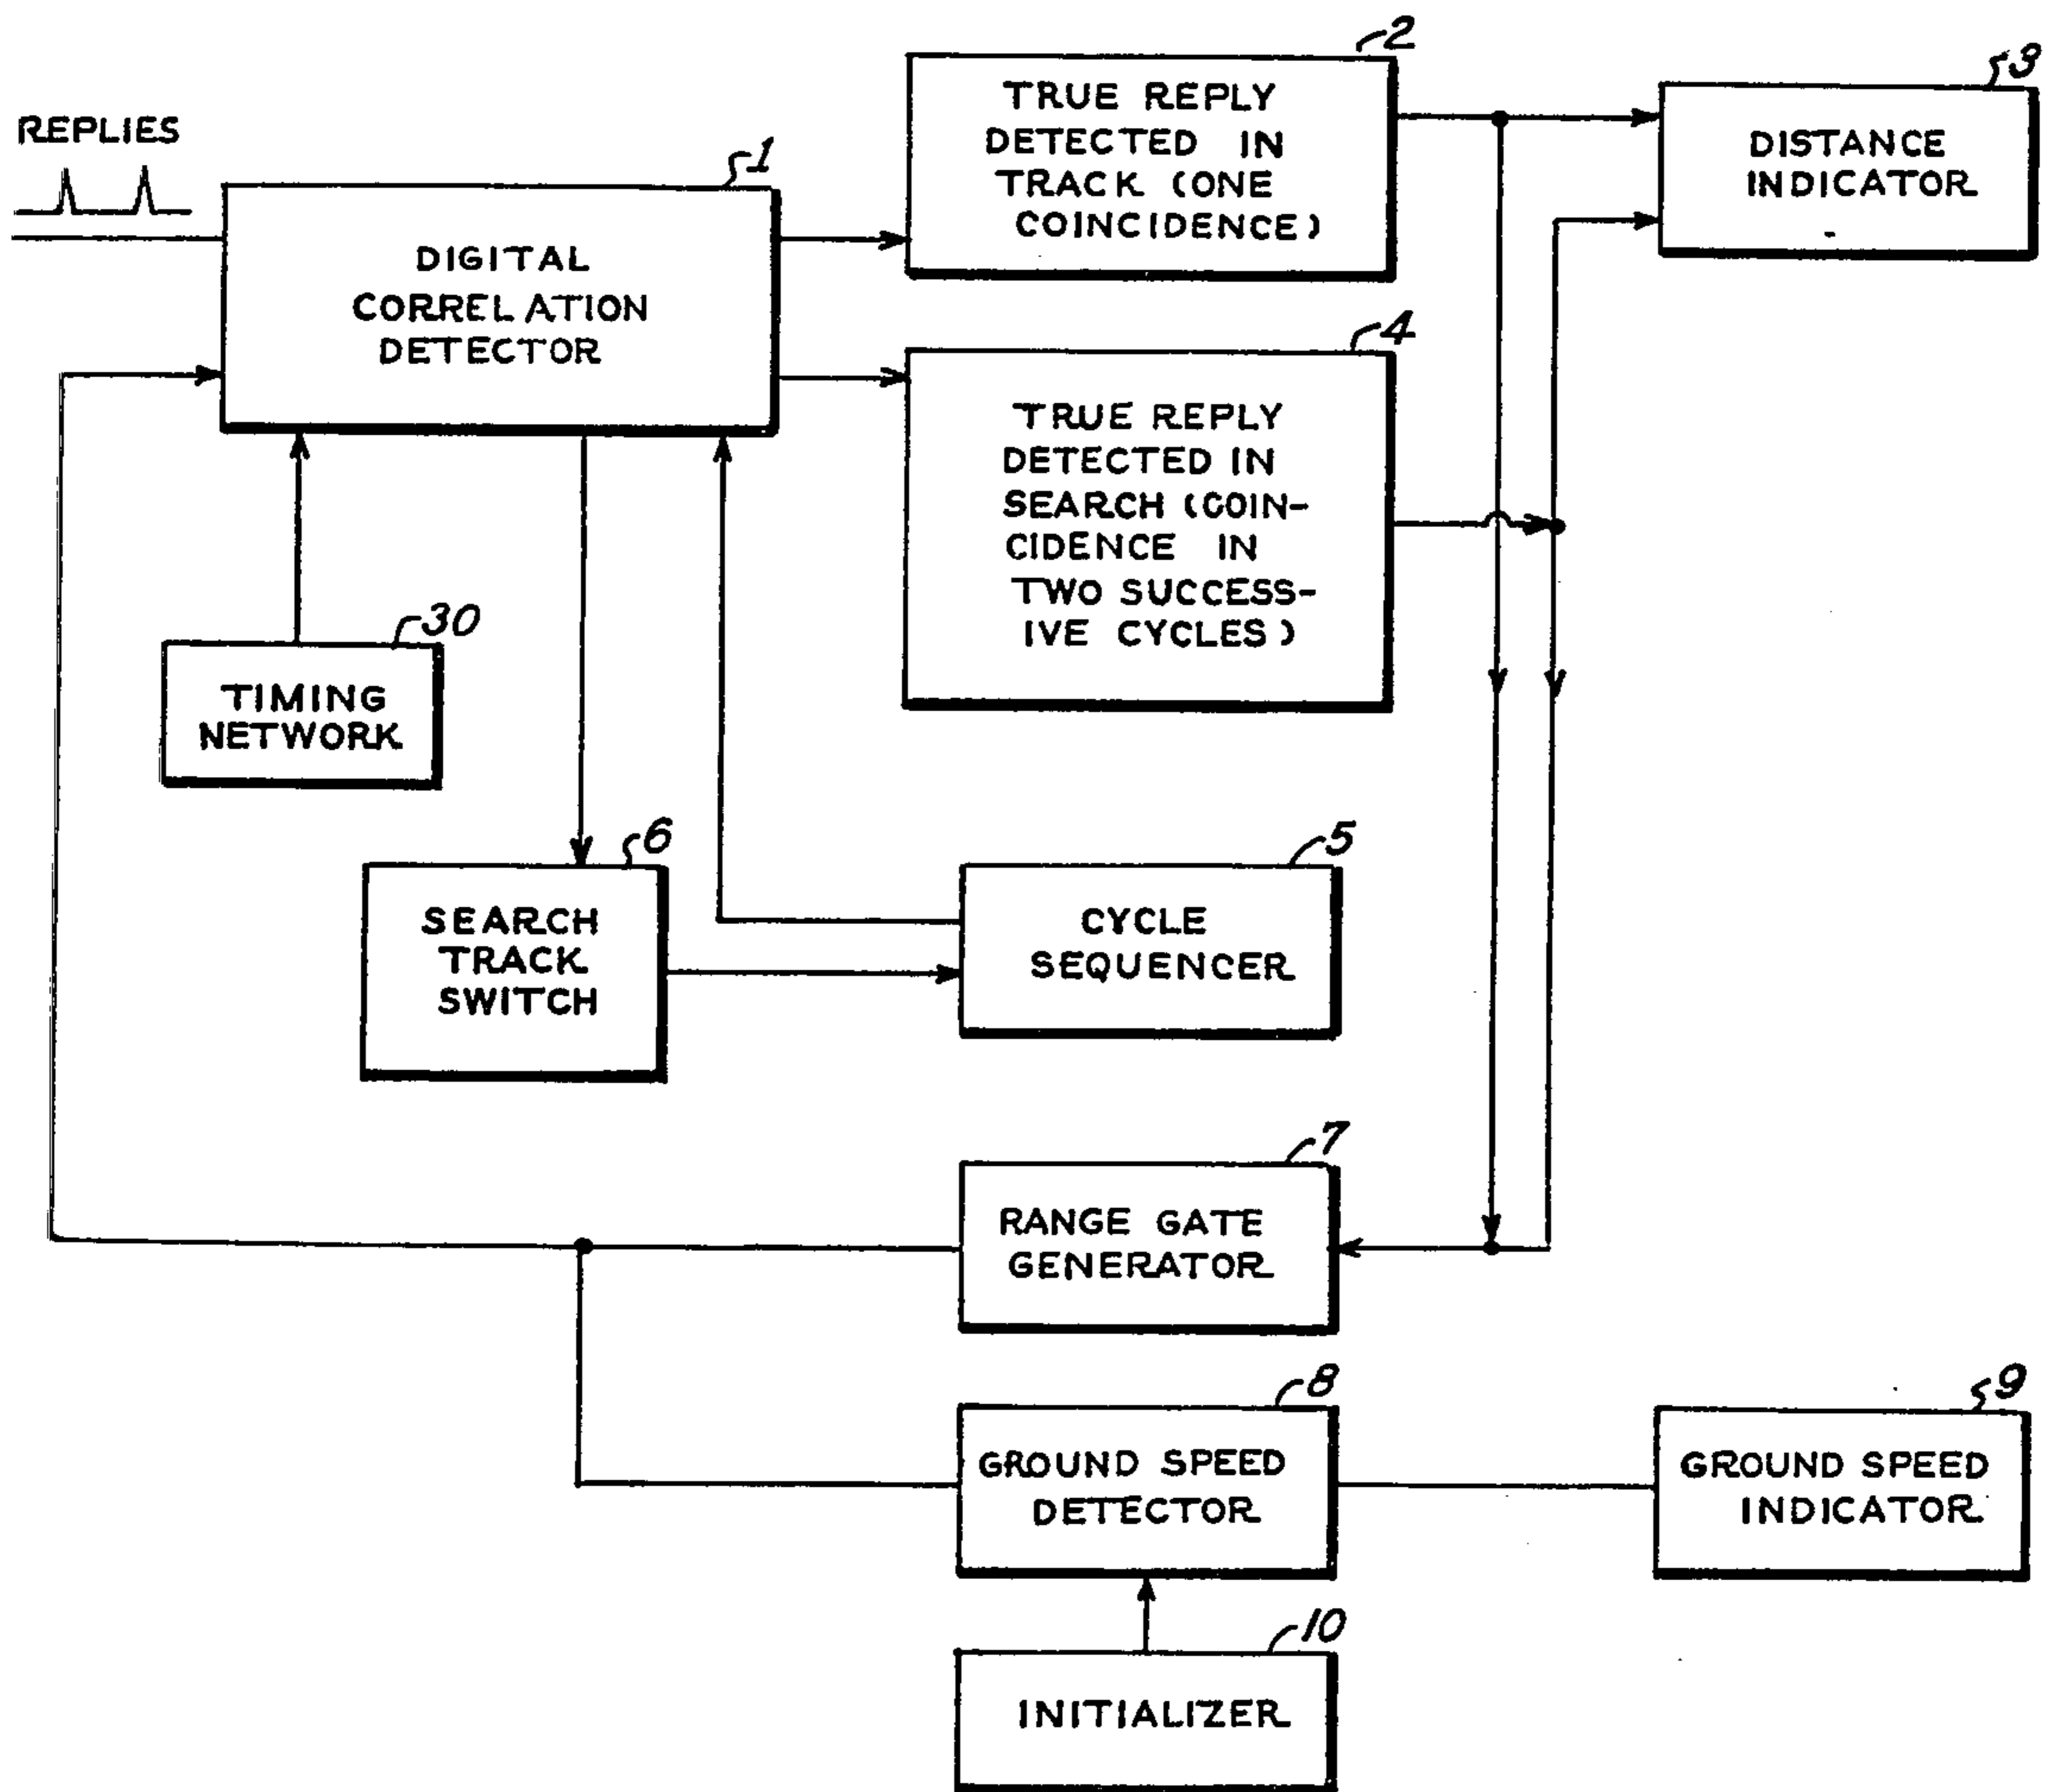 REPLIES
1
DIGITAL
CORRELATION
DETECTOR
2
TRUE REPLY
DETECTED IN
TRACK (ONE
COINCIDENCE)
3
DISTANCE
INDICATOR
4
TRUE REPLY
DETECTED IN
SEARCH (COIN-
CIDENCE IN
TWO SUCCESS-
IVE CYCLES)
30
TIMING
NETWORK
6
SEARCH
TRACK
SWITCH
5
CYCLE
SEQUENCER
7
RANGE GATE
GENERATOR
8
GROUND SPEED
DETECTOR
9
GROUND SPEED
INDICATOR
10
INITIALIZER